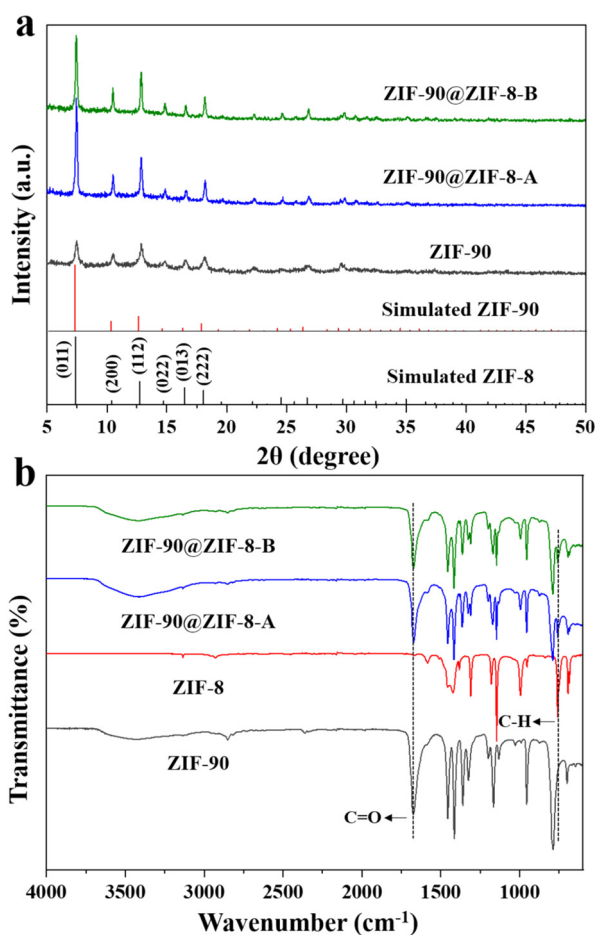 a
Intensity (a.u.)
ZIF-90@ZIF-8-B
ZIF-90@ZIF-8-A
ZIF-90
Simulated ZIF-90
Simulated ZIF-8
(011)
(200)
(112)
(022)
(013)
(222)
5 10 15 20 25 30 35 40 45 50
2θ (degree)
b
Transmittance (%)
ZIF-90@ZIF-8-B
ZIF-90@ZIF-8-A
ZIF-8
C-H
ZIF-90
C=O
4000 3500 3000 2500 2000 1500 1000
Wavenumber (cm⁻¹)